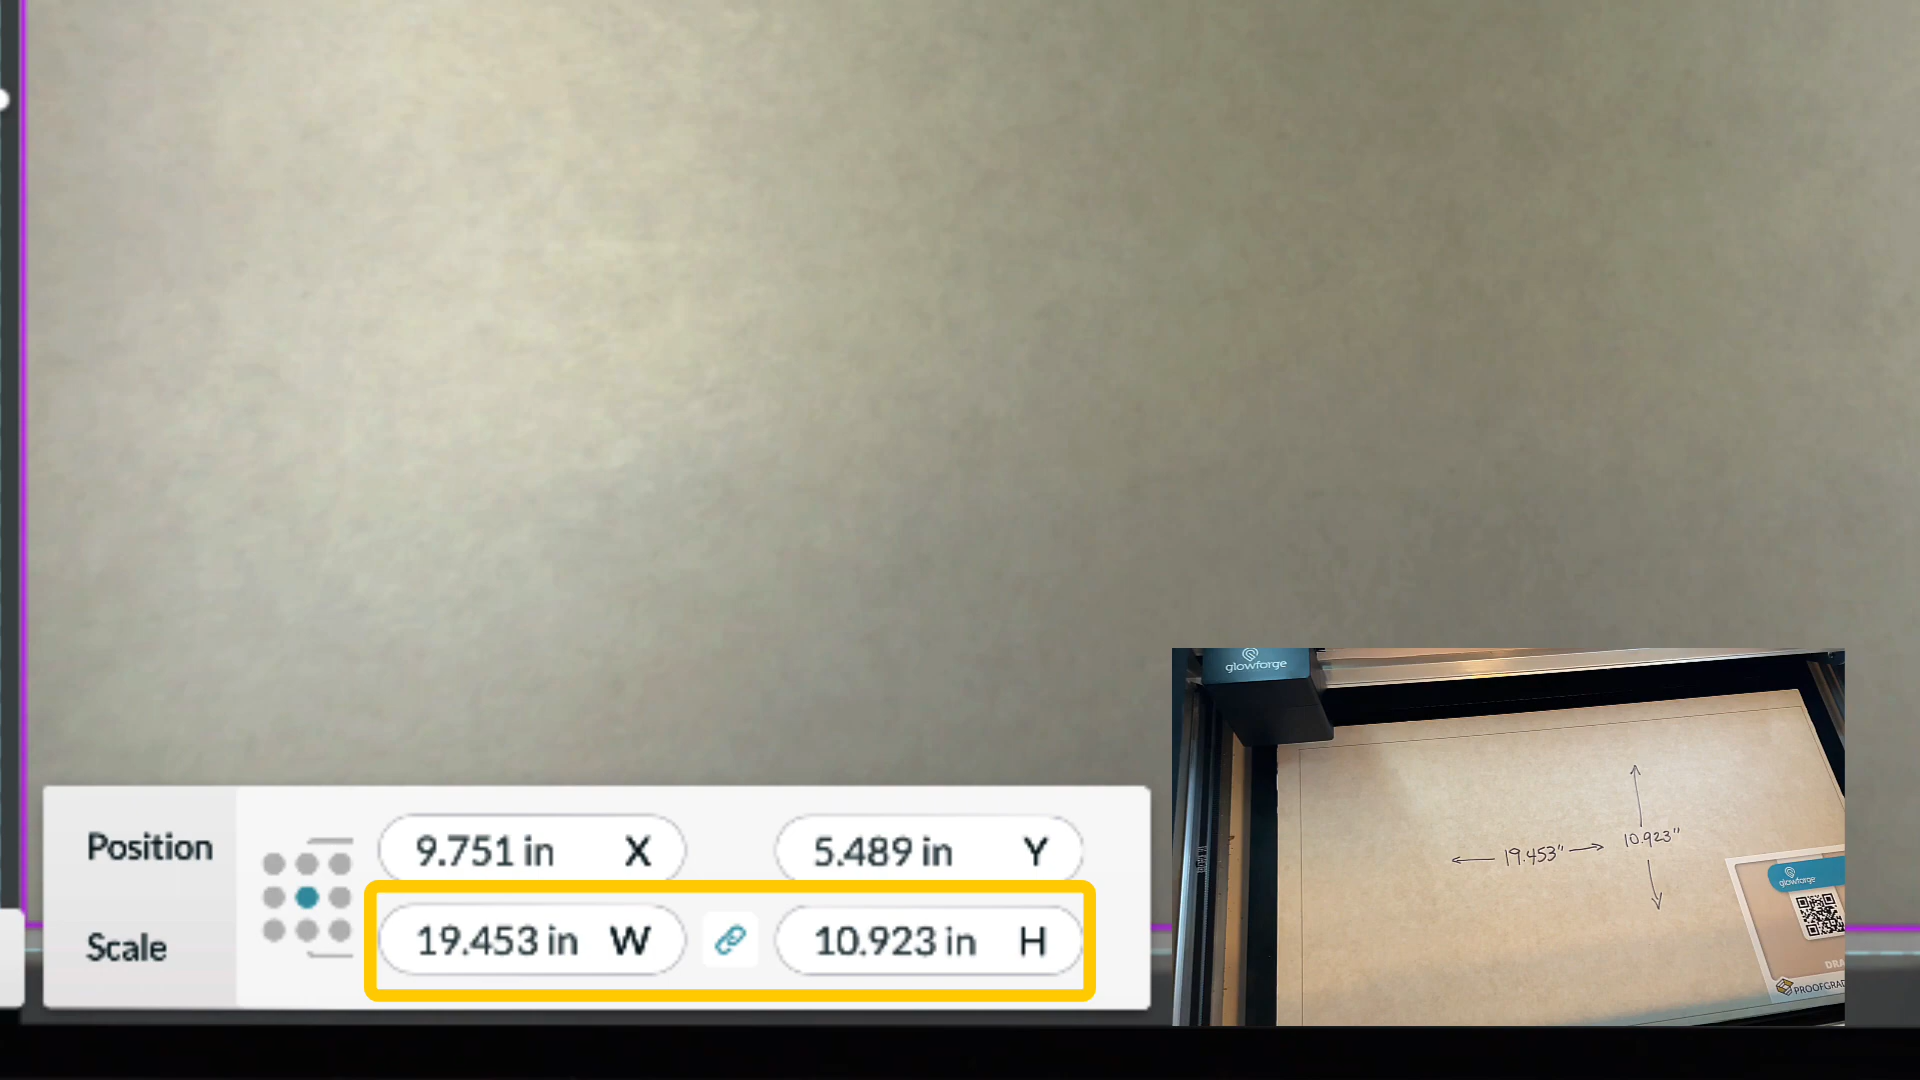 Position
9.751 in X
5.489 in Y
Scale
19.453 in W
10.923 in H
glowforge
19.453"
10.923"
glowforge
DRA
PROOFGRAD